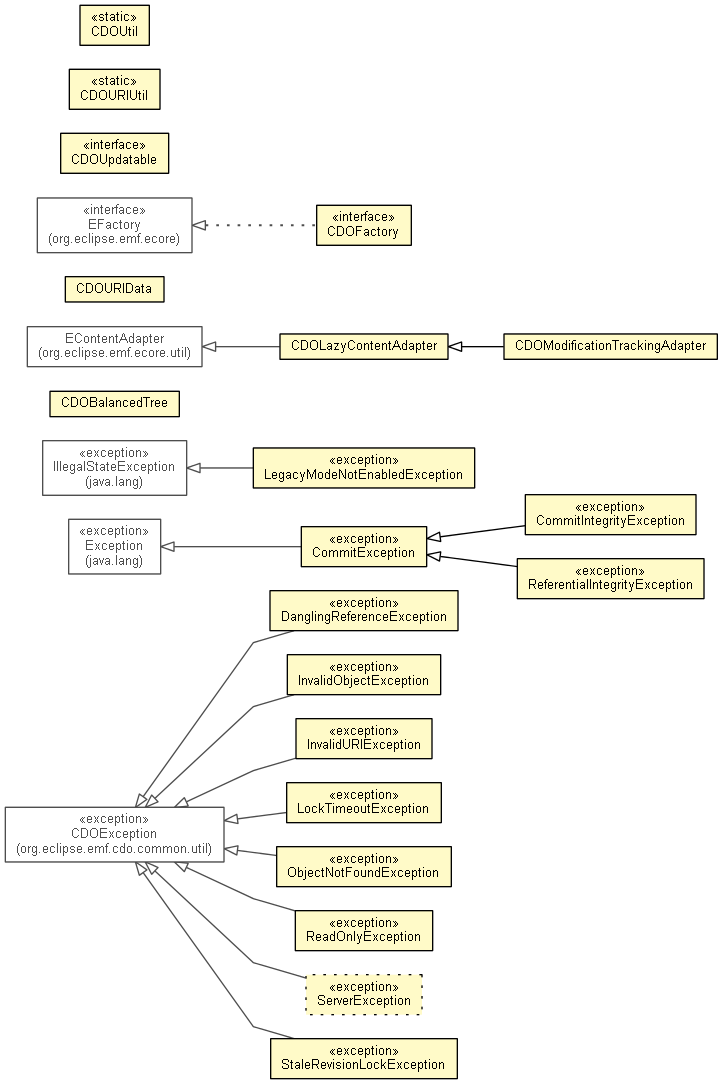 «static»
CDOUtil
«static»
CDOURIUtil
«interface»
CDOUpdatable
«interface»
EFactory
(org.eclipse.emf.ecore)
«interface»
CDOFactory
CDOURIData
EContentAdapter
(org.eclipse.emf.ecore.util)
CDOLazyContentAdapter
CDOModificationTrackingAdapter
CDOBalancedTree
«exception»
IllegalStateException
(java.lang)
«exception»
LegacyModeNotEnabledException
«exception»
Exception
(java.lang)
«exception»
CommitException
«exception»
CommitIntegrityException
«exception»
ReferentialIntegrityException
«exception»
DanglingReferenceException
«exception»
InvalidObjectException
«exception»
InvalidURIException
«exception»
LockTimeoutException
«exception»
CDOException
(org.eclipse.emf.cdo.common.util)
«exception»
ObjectNotFoundException
«exception»
ReadOnlyException
«exception»
ServerException
«exception»
StaleRevisionLockException